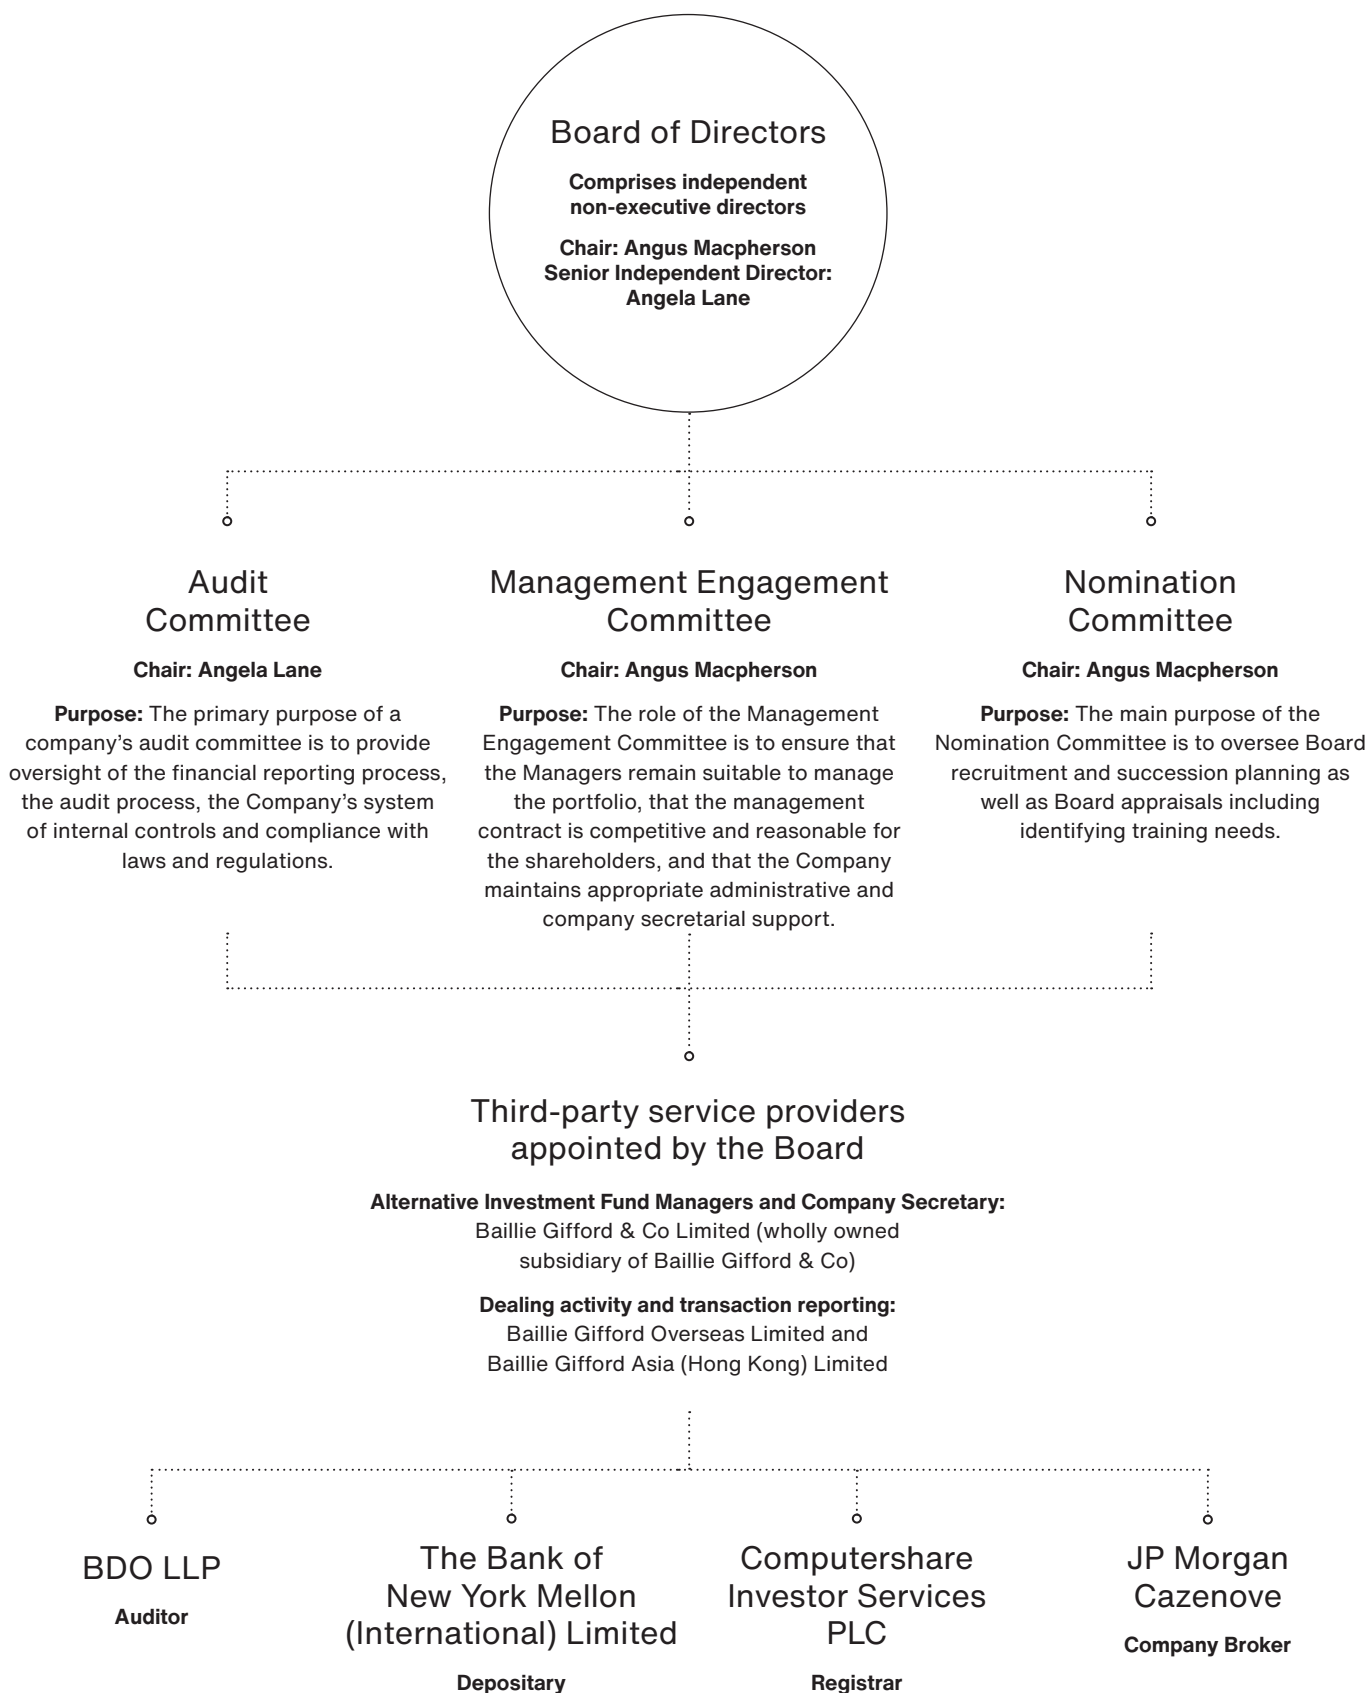 Board of Directors
Comprises independent
non-executive directors
Chair: Angus Macpherson
Senior Independent Director:
Angela Lane
Audit
Committee
Chair: Angela Lane
Purpose: The primary purpose of a
company's audit committee is to provide
oversight of the financial reporting process,
the audit process, the Company's system
of internal controls and compliance with
laws and regulations.
Management Engagement
Committee
Chair: Angus Macpherson
Purpose: The role of the Management
Engagement Committee is to ensure that
the Managers remain suitable to manage
the portfolio, that the management
contract is competitive and reasonable for
the shareholders, and that the Company
maintains appropriate administrative and
company secretarial support.
Nomination
Committee
Chair: Angus Macpherson
Purpose: The main purpose of the
Nomination Committee is to oversee Board
recruitment and succession planning as
well as Board appraisals including
identifying training needs.
Third-party service providers
appointed by the Board
Alternative Investment Fund Managers and Company Secretary:
Baillie Gifford & Co Limited (wholly owned
subsidiary of Baillie Gifford & Co)
Dealing activity and transaction reporting:
Baillie Gifford Overseas Limited and
Baillie Gifford Asia (Hong Kong) Limited
BDO LLP
Auditor
The Bank of
New York Mellon
(International) Limited
Depositary
Computershare
Investor Services
PLC
Registrar
JP Morgan
Cazenove
Company Broker